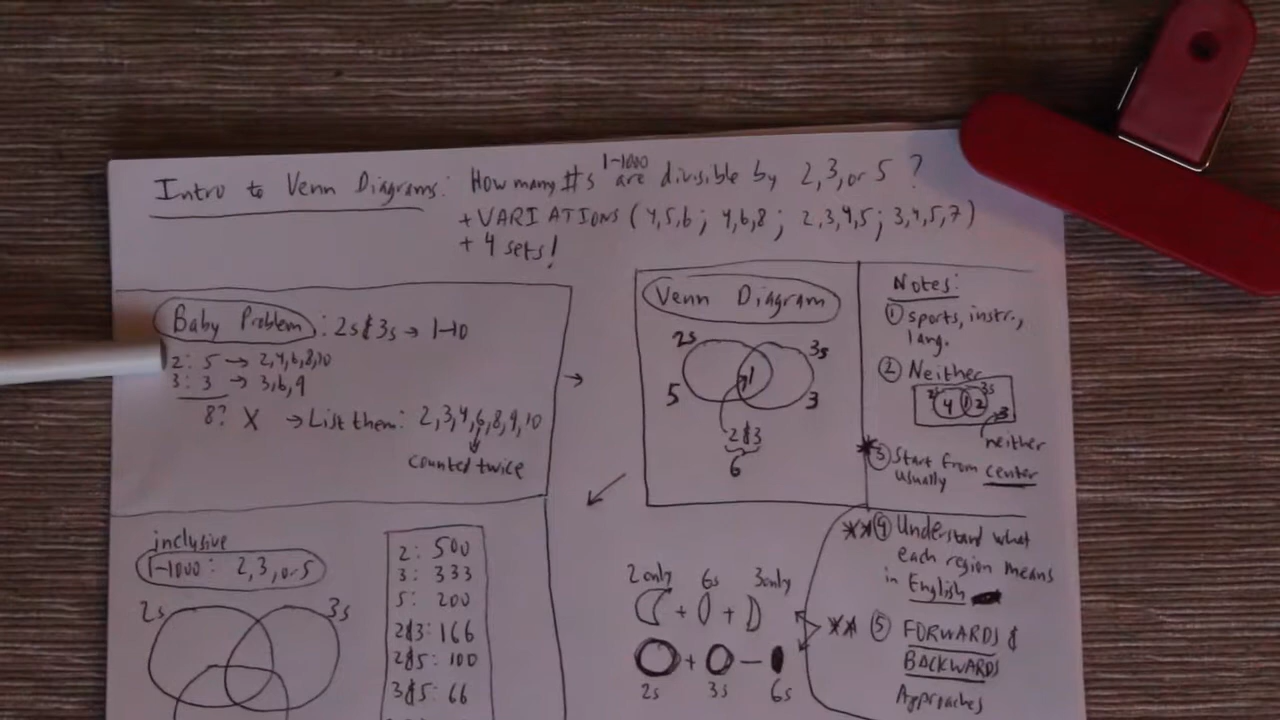 Intro to Venn Diagrams: How many #s 1-1000 are divisible by 2, 3, or 5 ?
+ VARIATIONS (4,5,6 ; 4,6,8 ; 2,3,4,5 ; 3,4,5,7)
+ 4 sets!
Baby Problem : 2s & 3s → 1-10
2: 5 → 2,4,6,8,10
3: 3 → 3,6,9
8? X → List them: 2,3,4,6,8,9,10
counted twice
Venn Diagram
2s 3s
1
5 3
2&3
6
Notes:
① sports, instr.,
lang.
② Neither
2s 3s
4 1 2
3
neither
* ③ Start from center
usually
** ④ Understand what
each region means
in English
** ⑤ FORWARDS &
BACKWARDS
Approaches
2 only 6s 3 only
+ +
+ −
2s 3s 6s
inclusive
1-1000: 2, 3, or 5
2s 3s
2: 500
3: 333
5: 200
2&3: 166
2&5: 100
3&5: 66